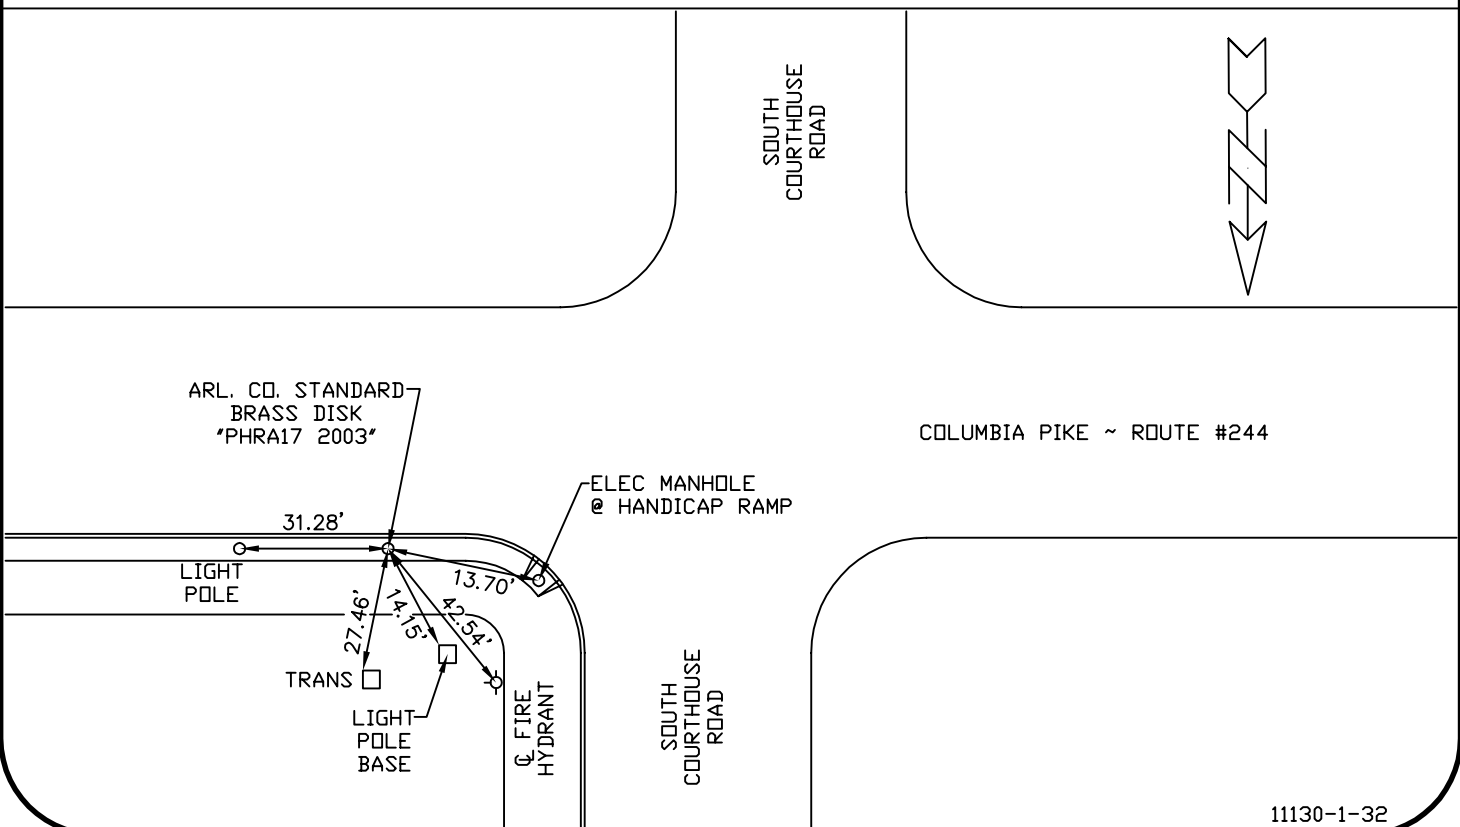 SOUTH
COURTHOUSE
ROAD
N
ARL. CO. STANDARD
BRASS DISK
"PHRA17 2003"
COLUMBIA PIKE ~ ROUTE #244
ELEC MANHOLE
@ HANDICAP RAMP
31.28'
LIGHT
POLE
13.70'
27.46'
14.15'
42.54'
TRANS
LIGHT
POLE
BASE
℄ FIRE
HYDRANT
SOUTH
COURTHOUSE
ROAD
11130-1-32